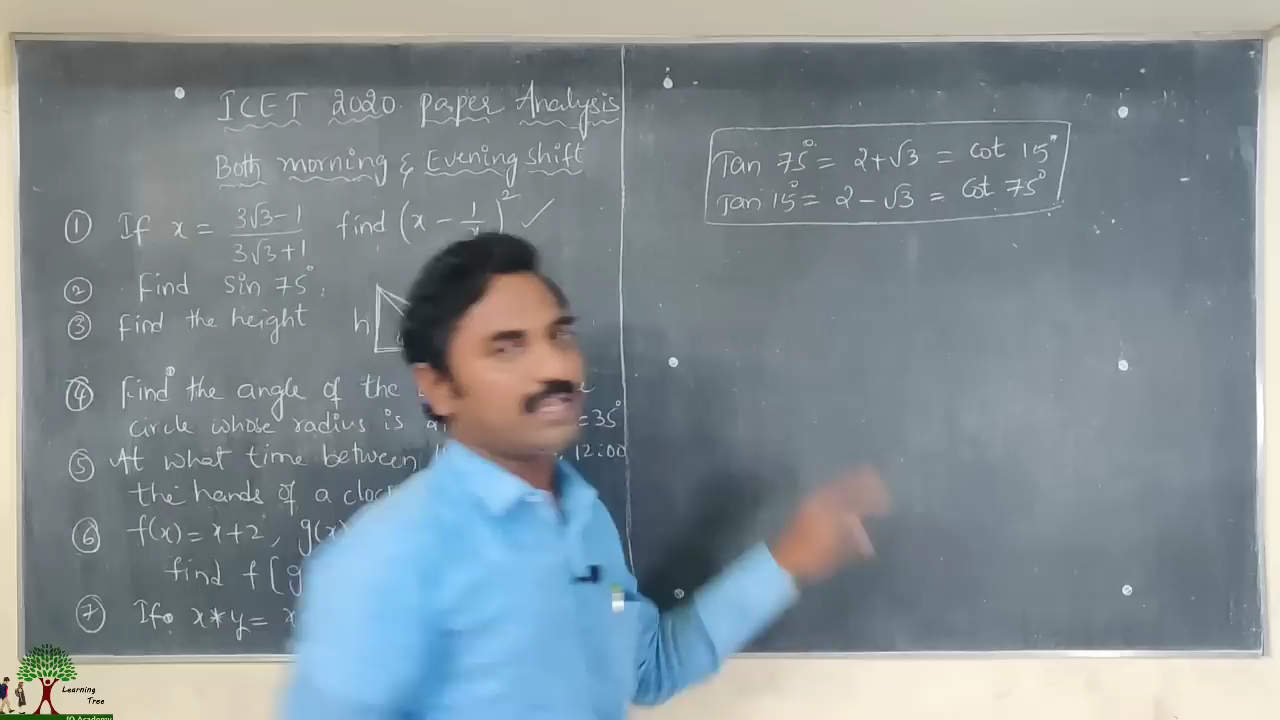 ICET 2020 paper Analysis
Both morning & Evening shift
① If x = (3√3-1)/(3√3+1) find (x - 1/x)² ✓
② Find sin 75°.
③ find the height h
④ Find the angle of the
circle whose radius is = 35°
⑤ At what time between 12:00
the hands of a
⑥ f(x) = x+2, g(x)
find f[g
⑦ If x*y =
Tan 75° = 2+√3 = cot 15°
Tan 15° = 2-√3 = cot 75°
Learning
Tree
IQ Academy